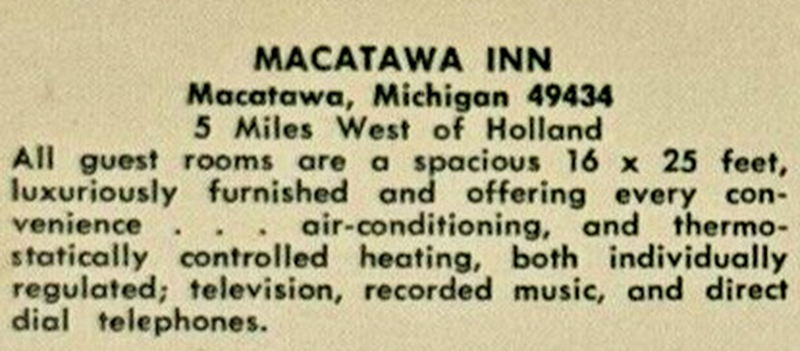 MACATAWA INN
Macatawa, Michigan 49434
5 Miles West of Holland
All guest rooms are a spacious 16 x 25 feet,
luxuriously furnished and offering every con-
venience . . . air-conditioning, and thermo-
statically controlled heating, both individually
regulated; television, recorded music, and direct
dial telephones.